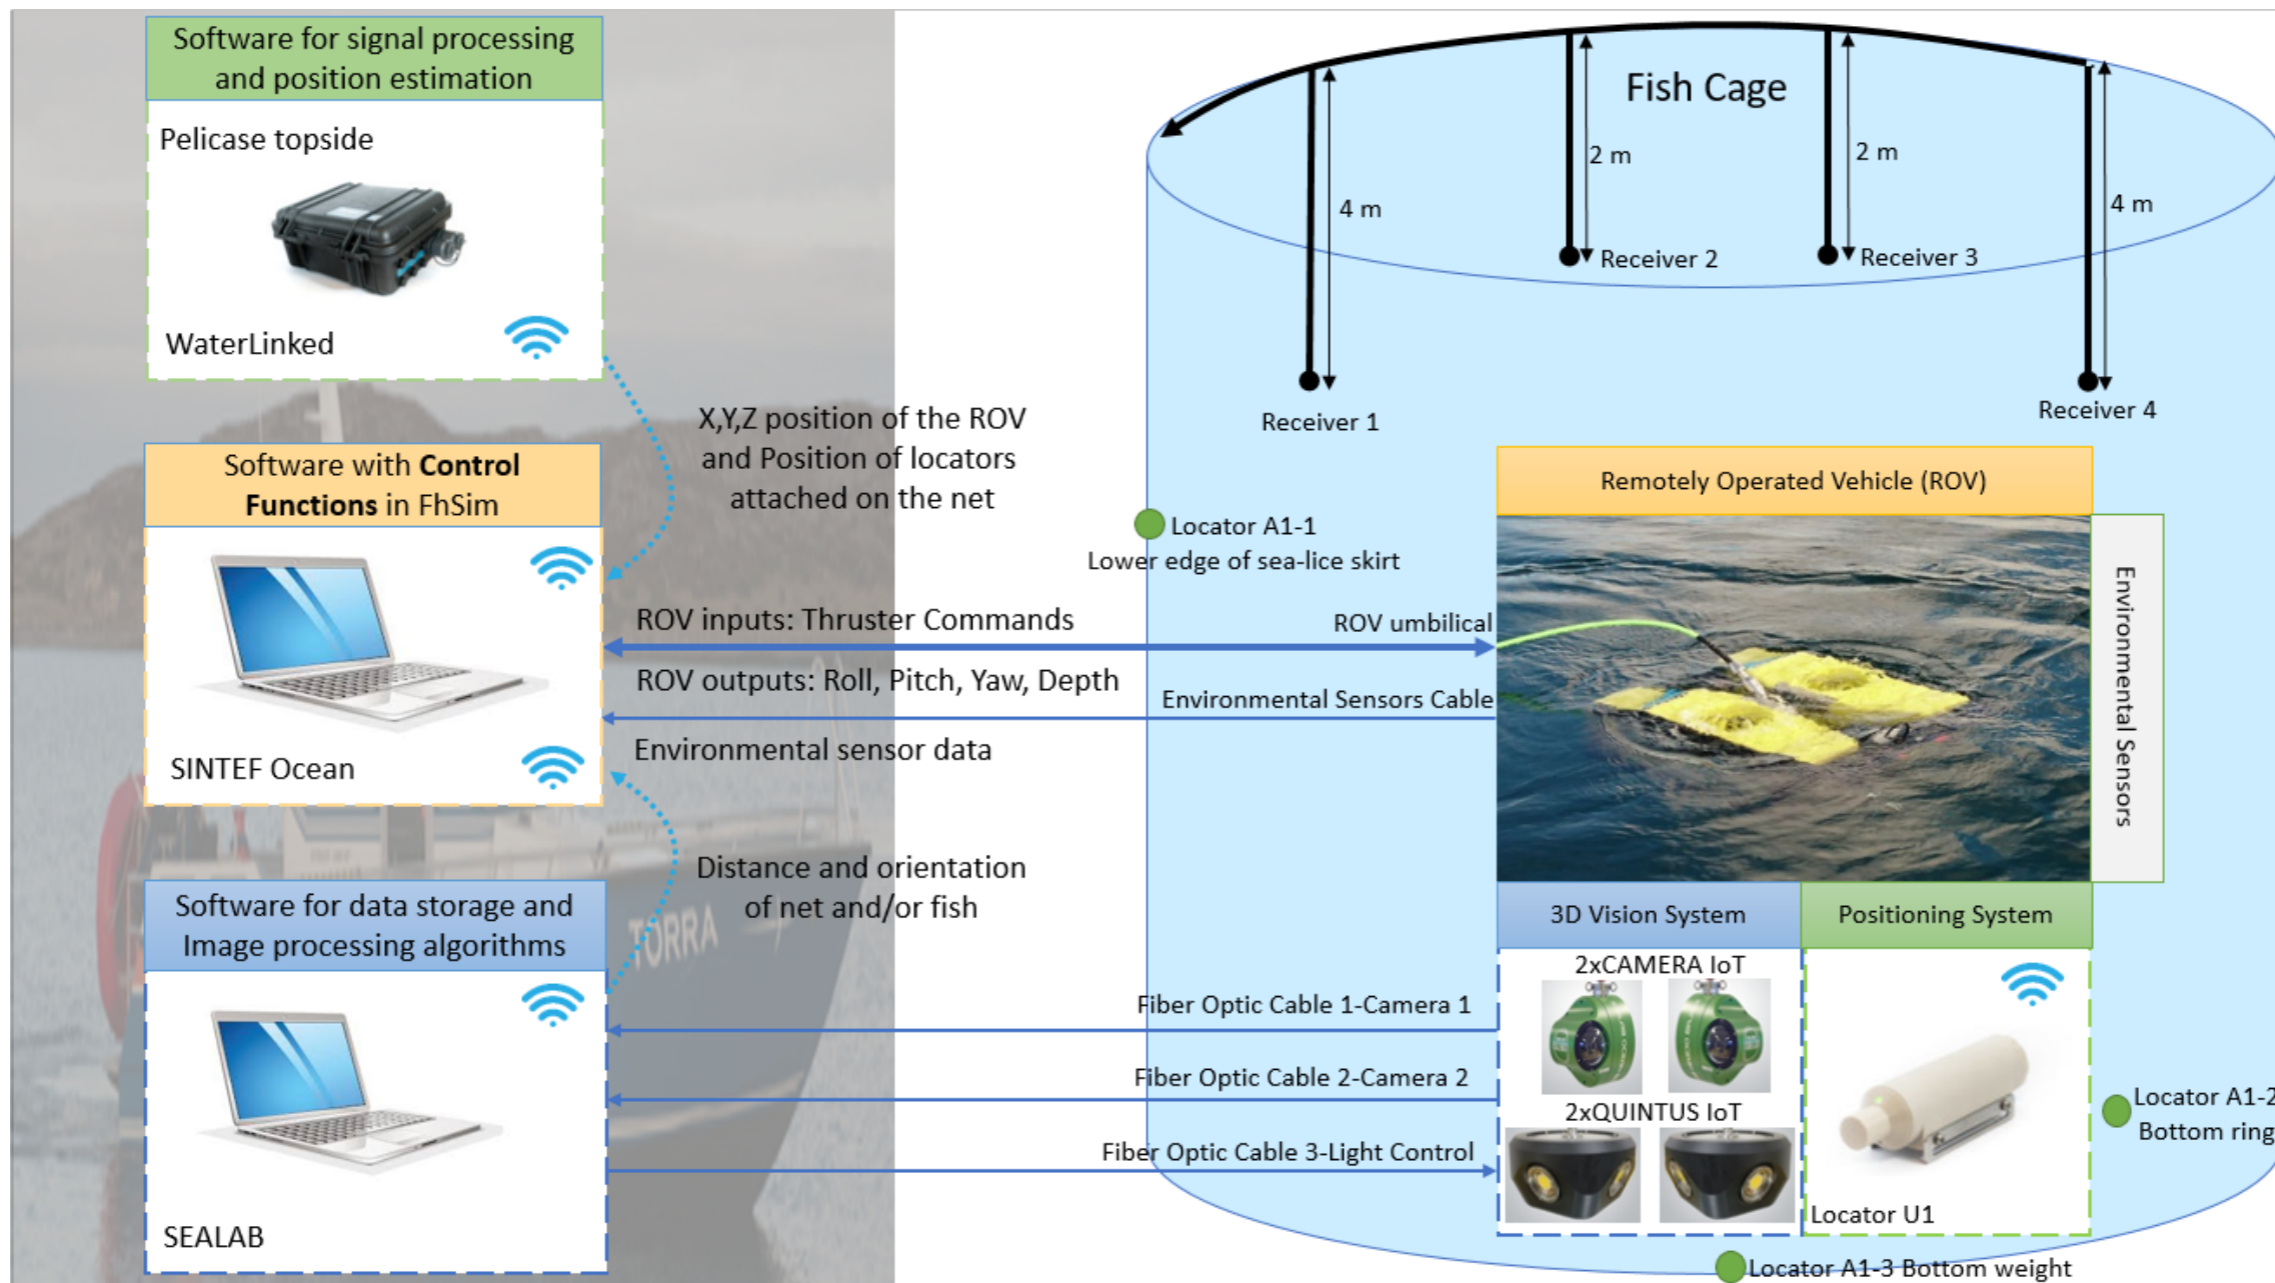 Software for signal processing
and position estimation
Pelicase topside
WaterLinked
X,Y,Z position of the ROV
and Position of locators
attached on the net
Software with Control
Functions in FhSim
SINTEF Ocean
ROV inputs: Thruster Commands
ROV umbilical
ROV outputs: Roll, Pitch, Yaw, Depth
Environmental Sensors Cable
Environmental sensor data
Distance and orientation
of net and/or fish
Software for data storage and
Image processing algorithms
SEALAB
TORRA
Fiber Optic Cable 1-Camera 1
Fiber Optic Cable 2-Camera 2
Fiber Optic Cable 3-Light Control
Fish Cage
4 m
2 m
2 m
4 m
Receiver 1
Receiver 2
Receiver 3
Receiver 4
Locator A1-1
Lower edge of sea-lice skirt
Remotely Operated Vehicle (ROV)
Environmental Sensors
3D Vision System
Positioning System
2xCAMERA IoT
2xQUINTUS IoT
Locator U1
Locator A1-2
Bottom ring
Locator A1-3 Bottom weight